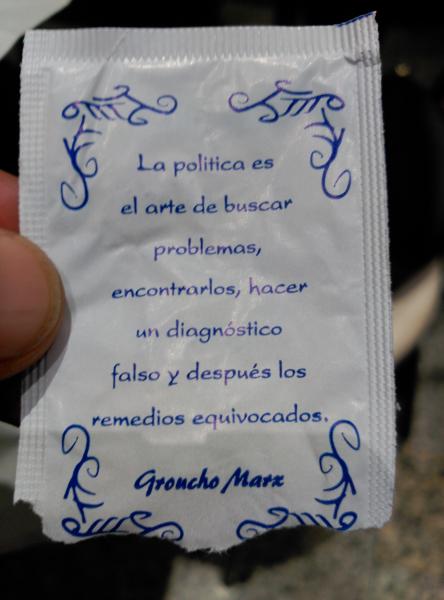 La politica es
el arte de buscar
problemas,
encontrarlos, hacer
un diagnóstico
falso y después los
remedios equivocados.
Groucho Marx